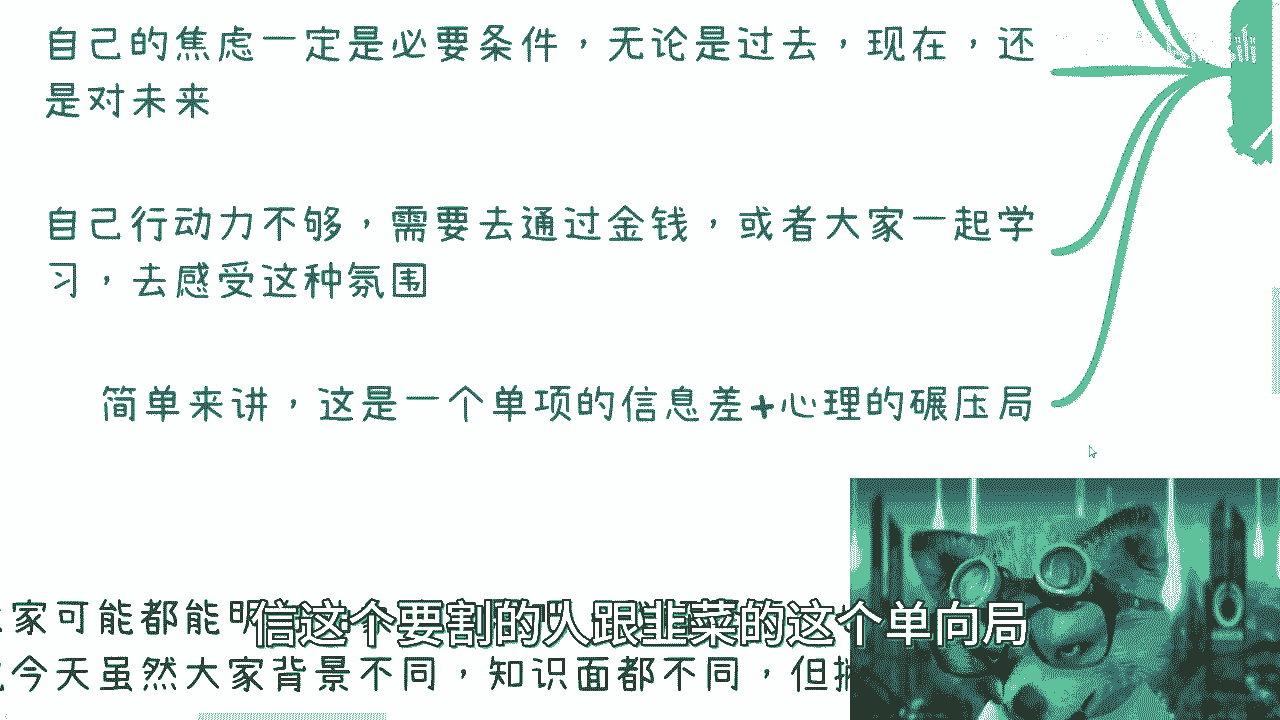 自己的焦虑一定是必要条件，无论是过去，现在，还
是对未来
自己行动力不够，需要去通过金钱，或者大家一起学
习，去感受这种氛围
简单来讲，这是一个单项的信息差+心理的碾压局
家可能都能明
信这个要割的人跟韭菜的这个单向局
今天虽然大家背景不同，知识面都不同，但